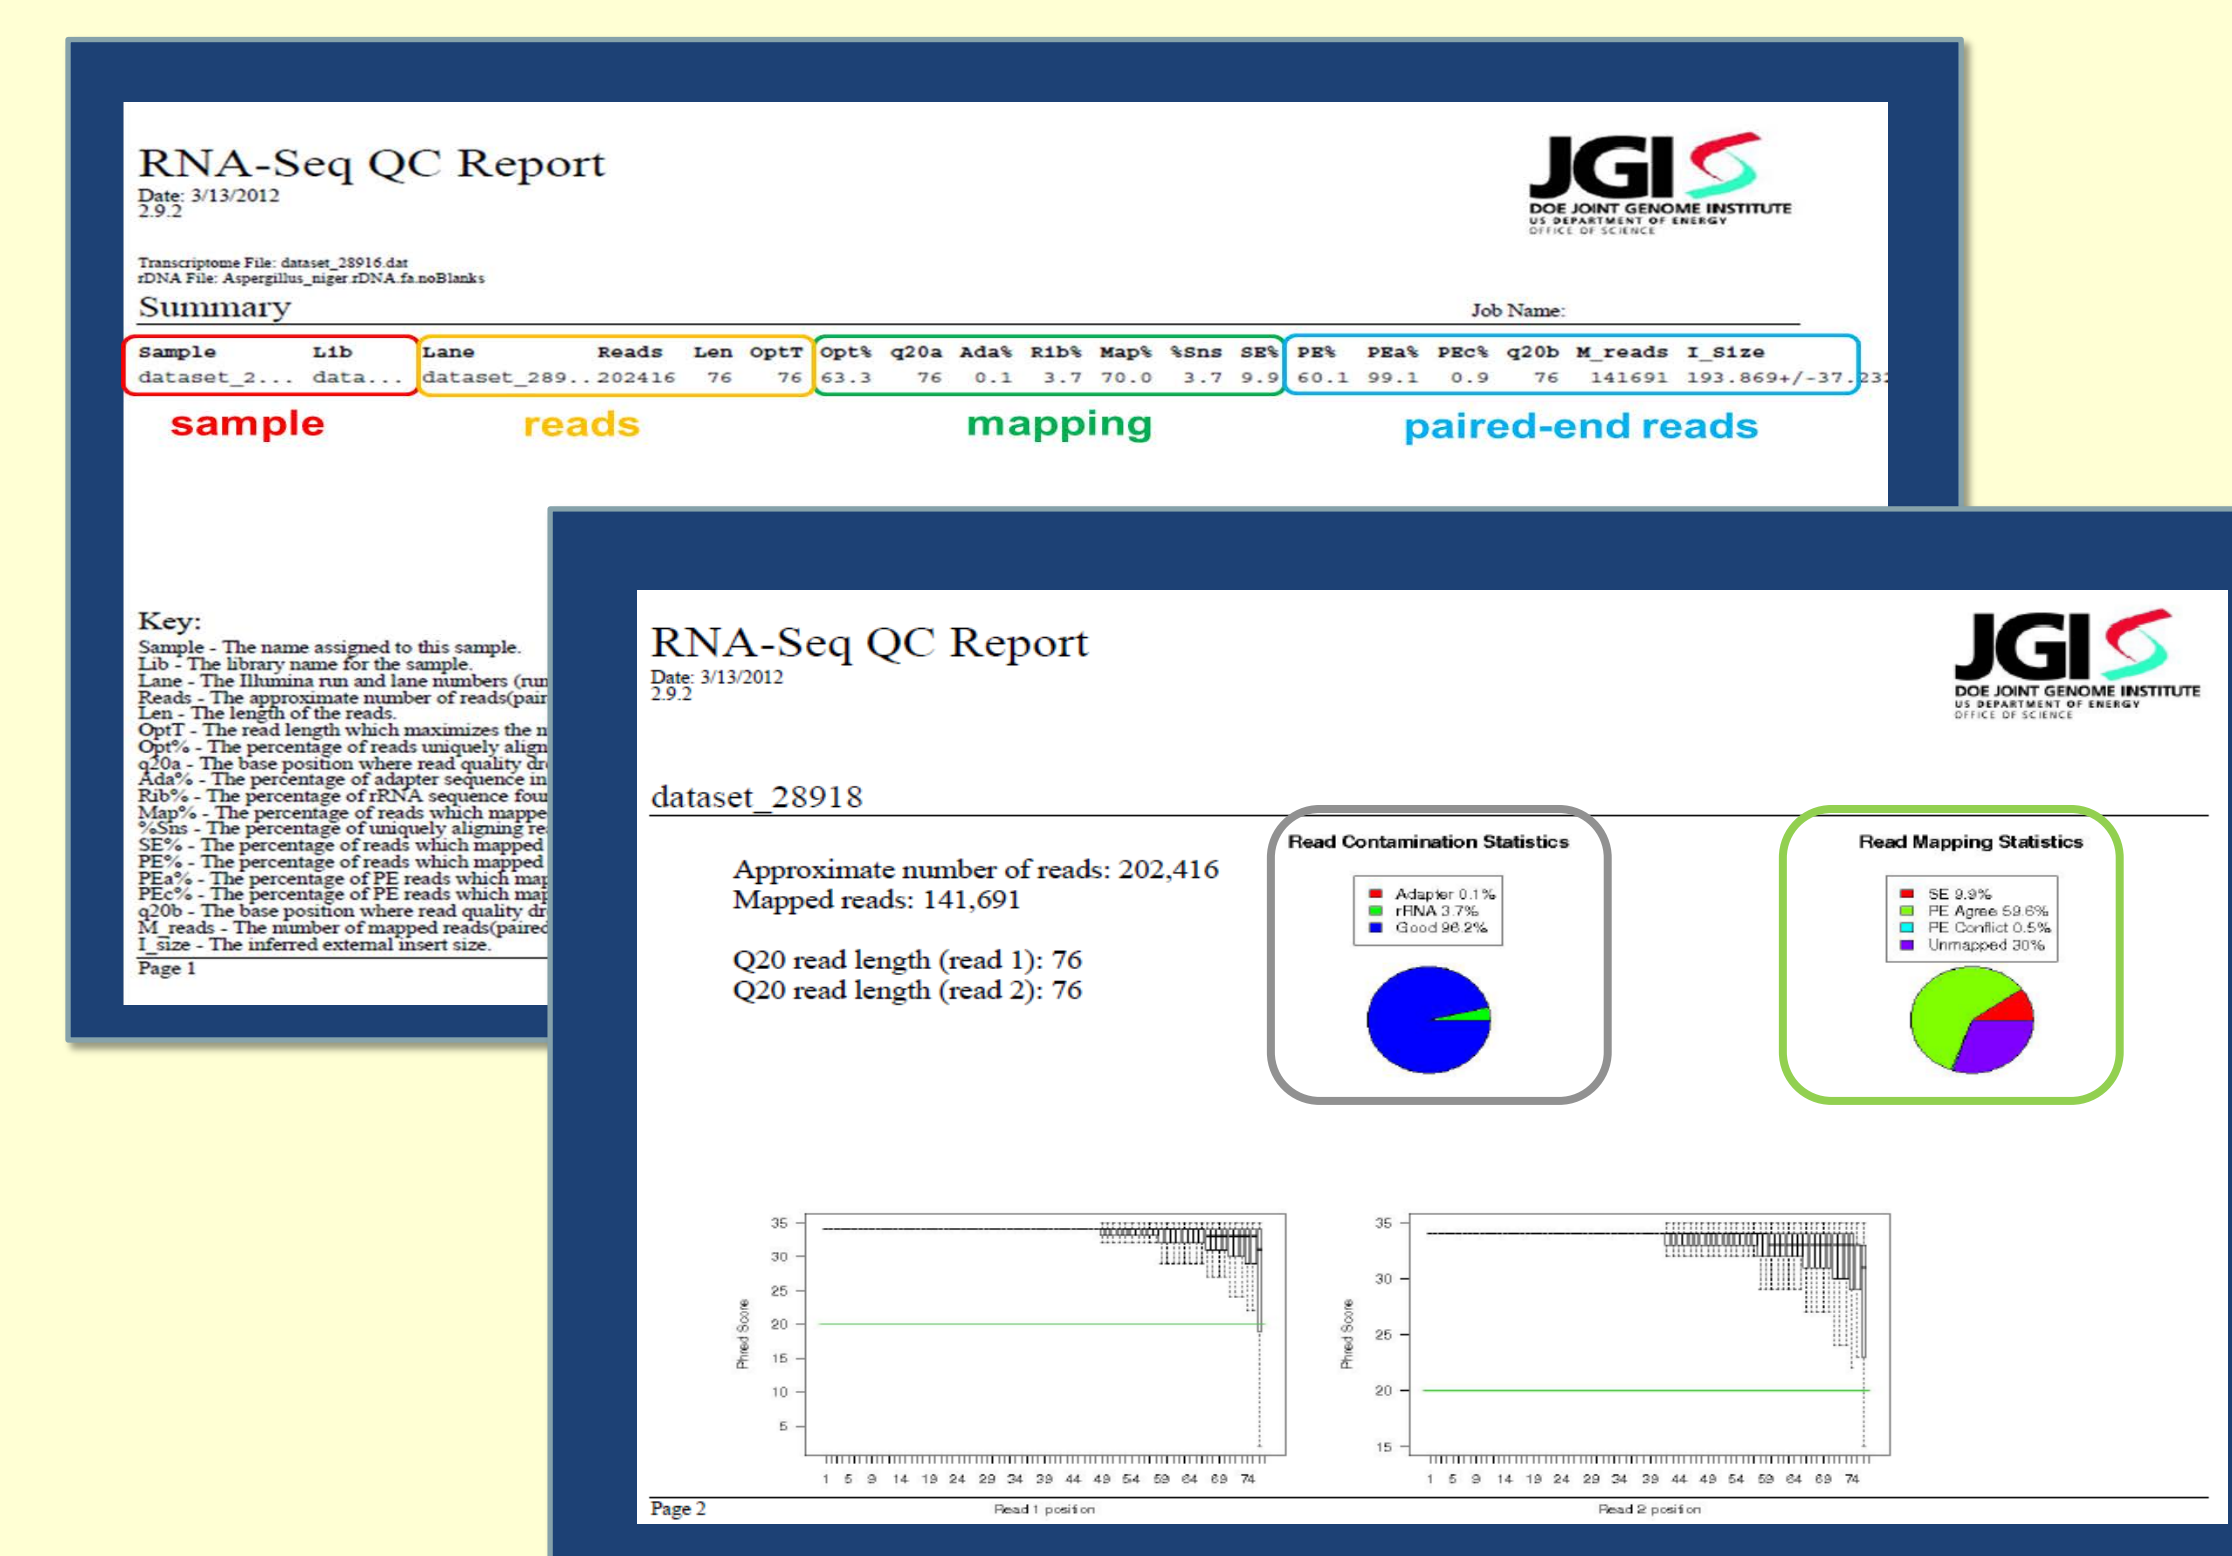 RNA-Seq QC Report
Date: 3/13/2012
2.9.2
JGI
DOE JOINT GENOME INSTITUTE
US DEPARTMENT OF ENERGY
OFFICE OF SCIENCE
Transcriptome File: dataset_28916.dat
rDNA File: Aspergillus_niger.rDNA.fa.noBlanks
Summary
Job Name:
Sample Lib Lane Reads Len OptT Opt% q20a Ada% Rib% Map% %Sns SE% PE% PEa% PEc% q20b M_reads I_Size
dataset_2... data... dataset_289.. 202416 76 76 63.3 76 0.1 3.7 70.0 3.7 9.9 60.1 99.1 0.9 76 141691 193.869+/-37.232
sample reads mapping paired-end reads
Key:
Sample - The name assigned to this sample.
Lib - The library name for the sample.
Lane - The Illumina run and lane numbers (run
Reads - The approximate number of reads(pair
Len - The length of the reads.
OptT - The read length which maximizes the n
Opt% - The percentage of reads uniquely align
q20a - The base position where read quality dr
Ada% - The percentage of adapter sequence in
Rib% - The percentage of rRNA sequence four
Map% - The percentage of reads which mappe
%Sns - The percentage of uniquely aligning re
SE% - The percentage of reads which mapped
PE% - The percentage of reads which mapped
PEa% - The percentage of PE reads which map
PEc% - The percentage of PE reads which map
q20b - The base position where read quality dr
M_reads - The number of mapped reads(paired
I_size - The inferred external insert size.
Page 1
RNA-Seq QC Report
Date: 3/13/2012
2.9.2
JGI
DOE JOINT GENOME INSTITUTE
US DEPARTMENT OF ENERGY
OFFICE OF SCIENCE
dataset_28918
Approximate number of reads: 202,416
Mapped reads: 141,691
Q20 read length (read 1): 76
Q20 read length (read 2): 76
Read Contamination Statistics
Adapter 0.1%
rRNA 3.7%
Good 96.2%
Read Mapping Statistics
SE 9.9%
PE Agree 59.6%
PE Conflict 0.5%
Unmapped 30%
35
30
25
20
15
10
5
Phred Score
1 5 9 14 19 24 29 34 39 44 49 54 59 64 69 74
Read 1 position
35
30
25
20
15
Phred Score
1 5 9 14 19 24 29 34 39 44 49 54 59 64 69 74
Read 2 position
Page 2